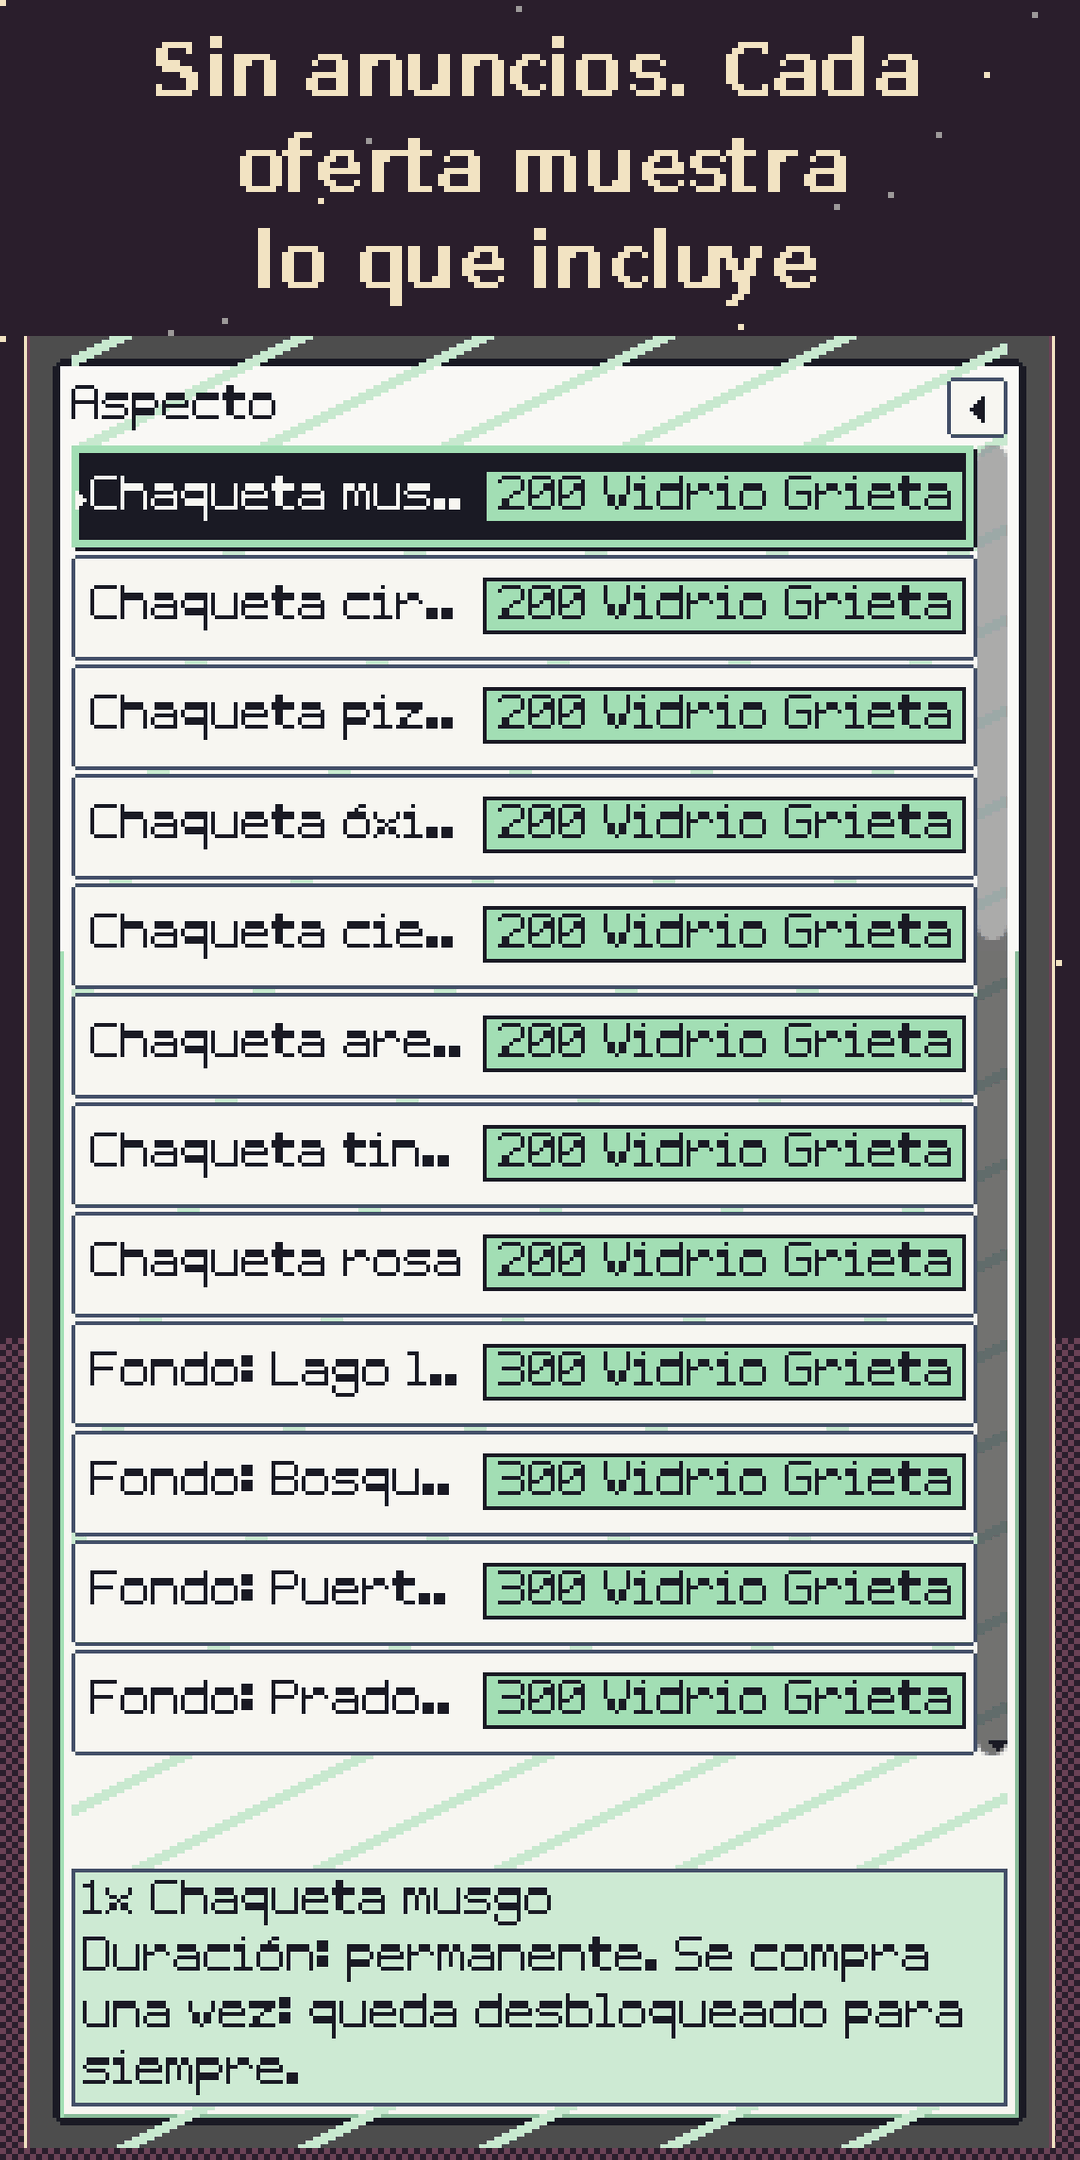 Sin anuncios. Cada
oferta muestra
lo que incluye
Aspecto
Chaqueta mus.. 200 Vidrio Grieta
Chaqueta cir.. 200 Vidrio Grieta
Chaqueta piz.. 200 Vidrio Grieta
Chaqueta óxi.. 200 Vidrio Grieta
Chaqueta cie.. 200 Vidrio Grieta
Chaqueta are.. 200 Vidrio Grieta
Chaqueta tin.. 200 Vidrio Grieta
Chaqueta rosa 200 Vidrio Grieta
Fondo: Lago l.. 300 Vidrio Grieta
Fondo: Bosqu.. 300 Vidrio Grieta
Fondo: Puert.. 300 Vidrio Grieta
Fondo: Prado.. 300 Vidrio Grieta
1x Chaqueta musgo
Duración: permanente. Se compra
una vez: queda desbloqueado para
siempre.